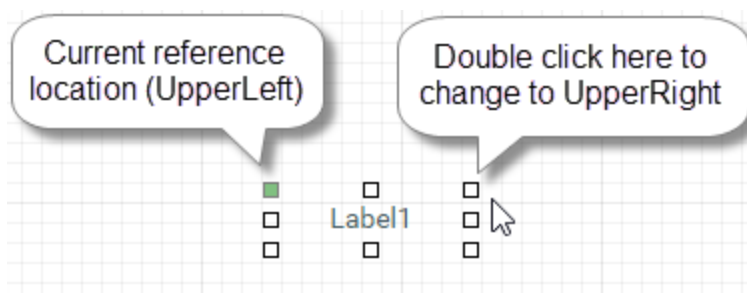 Current reference
location (UpperLeft)
Double click here to
change to UpperRight
Label1